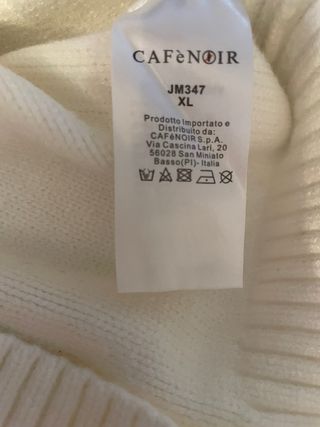 CAFèNOIR
JM347
XL
Prodotto Importato e
Distribuito da:
CAFèNOIR S.p.A.
Via Cascina Lari, 20
56028 San Miniato
Basso(PI)- Italia